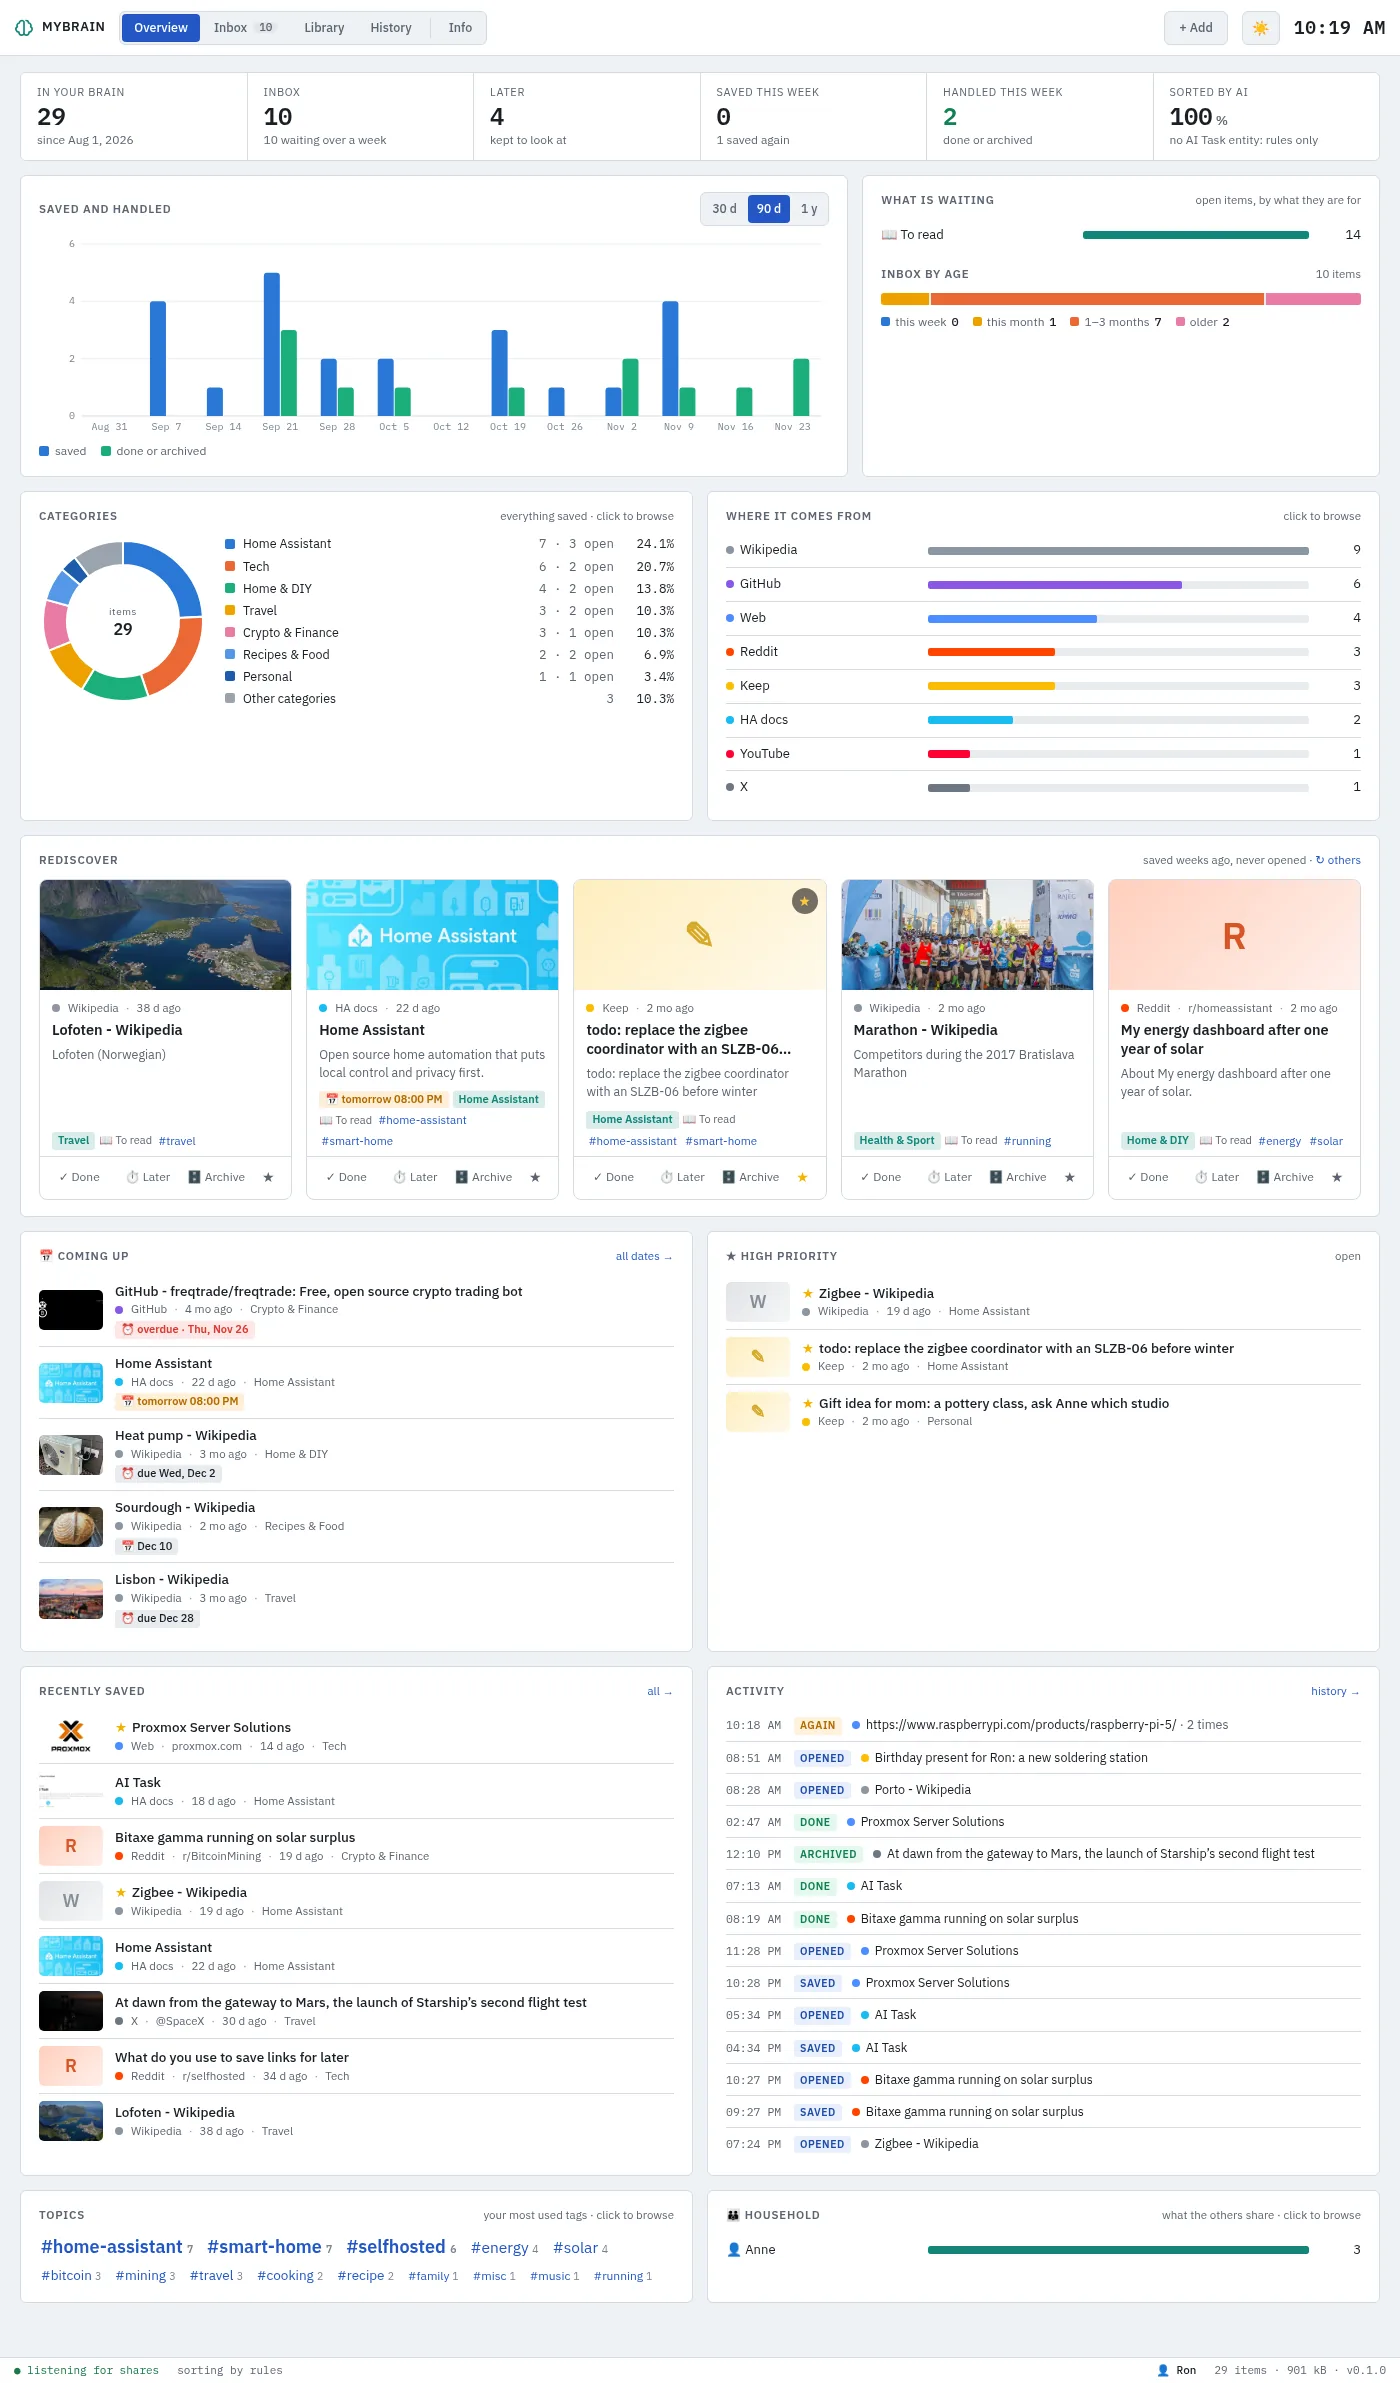 MYBRAIN Overview Inbox 10 Library History Info + Add 10:19 AM
IN YOUR BRAIN
29
since Aug 1, 2026
INBOX
10
10 waiting over a week
LATER
4
kept to look at
SAVED THIS WEEK
0
1 saved again
HANDLED THIS WEEK
2
done or archived
SORTED BY AI
100 %
no AI Task entity: rules only
SAVED AND HANDLED 30 d 90 d 1 y
6
4
2
0
Aug 31 Sep 7 Sep 14 Sep 21 Sep 28 Oct 5 Oct 12 Oct 19 Oct 26 Nov 2 Nov 9 Nov 16 Nov 23
saved done or archived
WHAT IS WAITING open items, by what they are for
📖 To read 14
INBOX BY AGE 10 items
this week 0 this month 1 1–3 months 7 older 2
CATEGORIES everything saved · click to browse
items
29
Home Assistant 7 · 3 open 24.1%
Tech 6 · 2 open 20.7%
Home & DIY 4 · 2 open 13.8%
Travel 3 · 2 open 10.3%
Crypto & Finance 3 · 1 open 10.3%
Recipes & Food 2 · 2 open 6.9%
Personal 1 · 1 open 3.4%
Other categories 3 10.3%
WHERE IT COMES FROM click to browse
Wikipedia 9
GitHub 6
Web 4
Reddit 3
Keep 3
HA docs 2
YouTube 1
X 1
REDISCOVER saved weeks ago, never opened · ↻ others
Wikipedia · 38 d ago
Lofoten - Wikipedia
Lofoten (Norwegian)
Travel 📖 To read #travel
✓ Done ⏱ Later 🗄 Archive ★
Home Assistant
HA docs · 22 d ago
Home Assistant
Open source home automation that puts
local control and privacy first.
📅 tomorrow 08:00 PM Home Assistant
📖 To read #home-assistant
#smart-home
✓ Done ⏱ Later 🗄 Archive ★
✎ ★
Keep · 2 mo ago
todo: replace the zigbee
coordinator with an SLZB-06…
todo: replace the zigbee coordinator
with an SLZB-06 before winter
Home Assistant 📖 To read
#home-assistant #smart-home
✓ Done ⏱ Later 🗄 Archive ★
Wikipedia · 2 mo ago
Marathon - Wikipedia
Competitors during the 2017 Bratislava
Marathon
Health & Sport 📖 To read #running
✓ Done ⏱ Later 🗄 Archive ★
R
Reddit · r/homeassistant · 2 mo ago
My energy dashboard after one
year of solar
About My energy dashboard after one
year of solar.
Home & DIY 📖 To read #energy #solar
✓ Done ⏱ Later 🗄 Archive ★
📅 COMING UP all dates →
GitHub - freqtrade/freqtrade: Free, open source crypto trading bot
GitHub · 4 mo ago · Crypto & Finance
⏰ overdue · Thu, Nov 26
Home Assistant
HA docs · 22 d ago · Home Assistant
📅 tomorrow 08:00 PM
Heat pump - Wikipedia
Wikipedia · 3 mo ago · Home & DIY
⏰ due Wed, Dec 2
Sourdough - Wikipedia
Wikipedia · 2 mo ago · Recipes & Food
📅 Dec 10
Lisbon - Wikipedia
Wikipedia · 3 mo ago · Travel
⏰ due Dec 28
★ HIGH PRIORITY open
W
★ Zigbee - Wikipedia
Wikipedia · 19 d ago · Home Assistant
★ todo: replace the zigbee coordinator with an SLZB-06 before winter
Keep · 2 mo ago · Home Assistant
★ Gift idea for mom: a pottery class, ask Anne which studio
Keep · 2 mo ago · Personal
RECENTLY SAVED all →
PROXMOX
★ Proxmox Server Solutions
Web · proxmox.com · 14 d ago · Tech
AI Task
HA docs · 18 d ago · Home Assistant
R
Bitaxe gamma running on solar surplus
Reddit · r/BitcoinMining · 19 d ago · Crypto & Finance
W
★ Zigbee - Wikipedia
Wikipedia · 19 d ago · Home Assistant
Home Assistant
Home Assistant
HA docs · 22 d ago · Home Assistant
At dawn from the gateway to Mars, the launch of Starship’s second flight test
X · @SpaceX · 30 d ago · Travel
R
What do you use to save links for later
Reddit · r/selfhosted · 34 d ago · Tech
Lofoten - Wikipedia
Wikipedia · 38 d ago · Travel
ACTIVITY history →
10:18 AM AGAIN https://www.raspberrypi.com/products/raspberry-pi-5/ · 2 times
08:51 AM OPENED Birthday present for Ron: a new soldering station
08:28 AM OPENED Porto - Wikipedia
02:47 AM DONE Proxmox Server Solutions
12:10 PM ARCHIVED At dawn from the gateway to Mars, the launch of Starship’s second flight test
07:13 AM DONE AI Task
08:19 AM DONE Bitaxe gamma running on solar surplus
11:28 PM OPENED Proxmox Server Solutions
10:28 PM SAVED Proxmox Server Solutions
05:34 PM OPENED AI Task
04:34 PM SAVED AI Task
10:27 PM OPENED Bitaxe gamma running on solar surplus
09:27 PM SAVED Bitaxe gamma running on solar surplus
07:24 PM OPENED Zigbee - Wikipedia
TOPICS your most used tags · click to browse
#home-assistant 7 #smart-home 7 #selfhosted 6 #energy 4 #solar 4
#bitcoin 3 #mining 3 #travel 3 #cooking 2 #recipe 2 #family 1 #misc 1 #music 1 #running 1
👪 HOUSEHOLD what the others share · click to browse
👤 Anne 3
● listening for shares sorting by rules 👤 Ron 29 items · 901 kB · v0.1.0